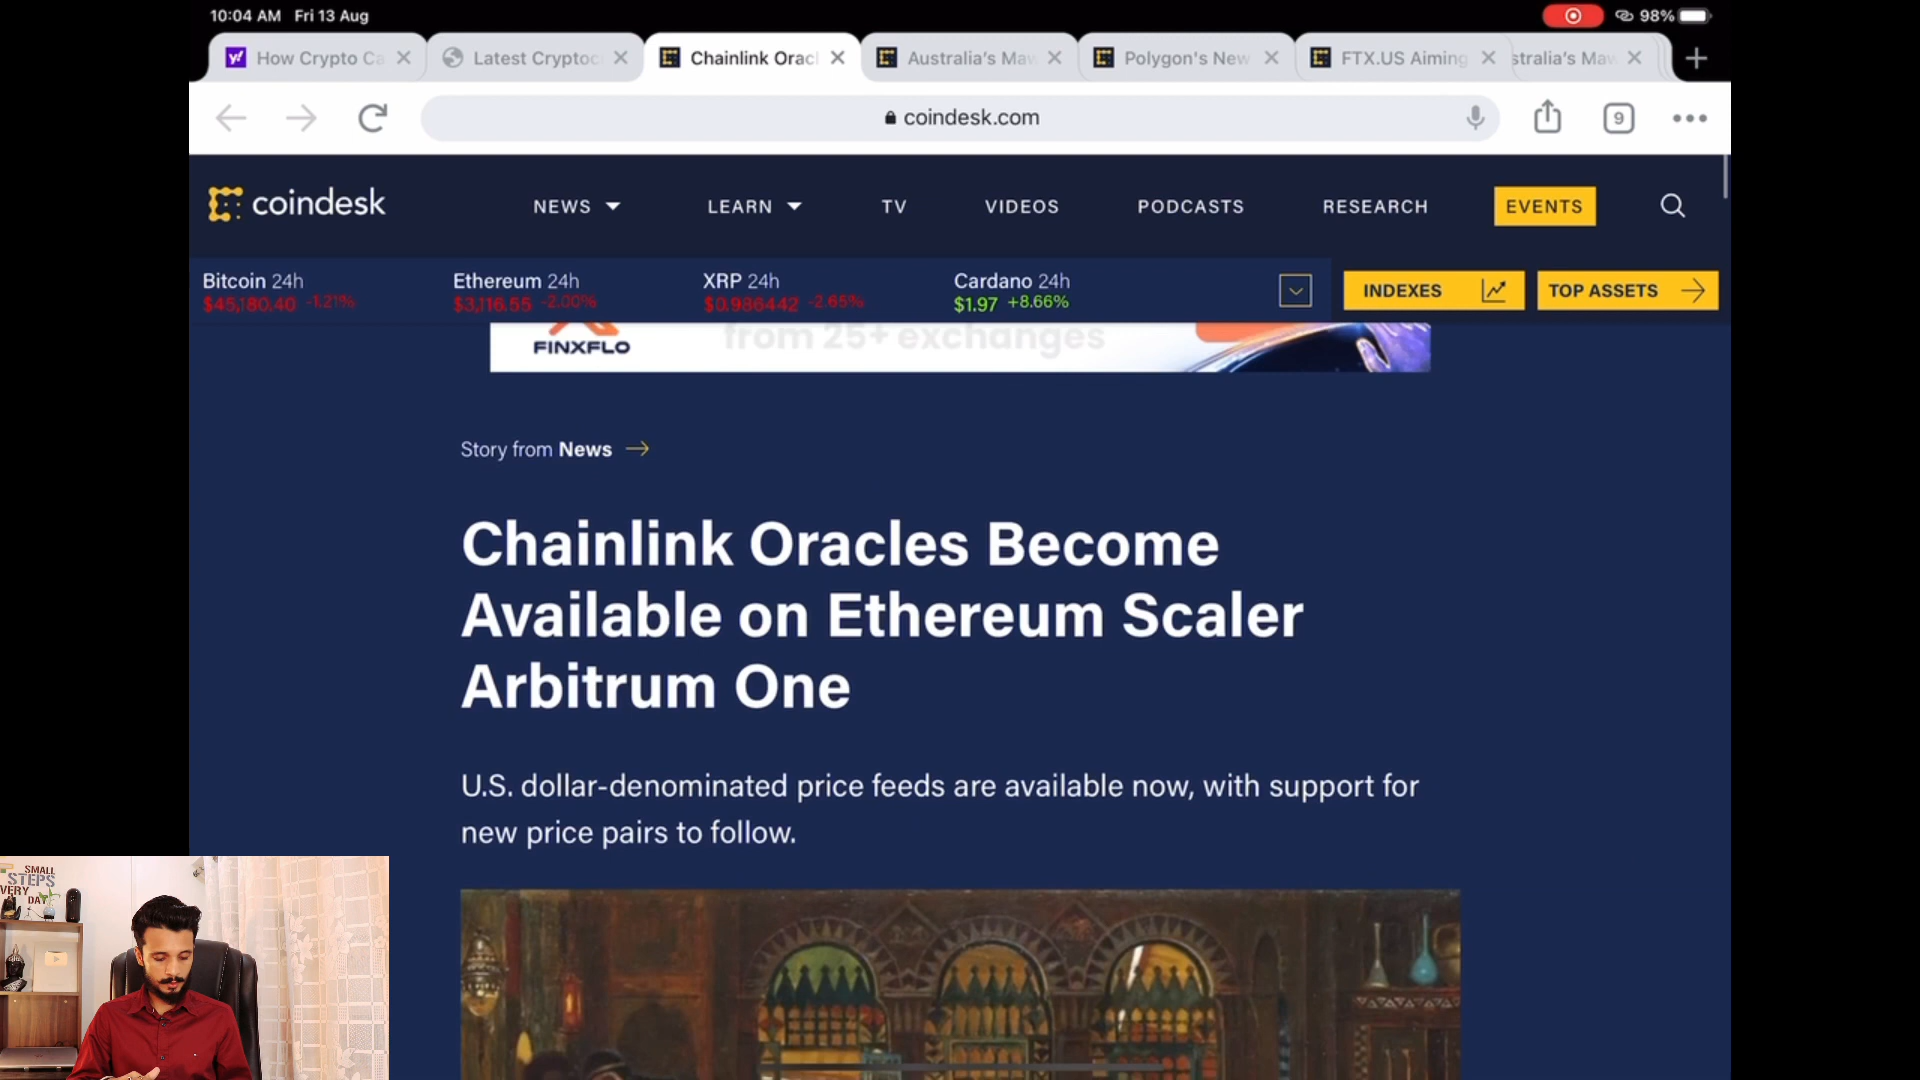 10:04 AM Fri 13 Aug
98%
How Crypto Ca
Latest Cryptoc
Chainlink Oracl
Australia's Maw
Polygon's New
FTX.US Aiming
stralia's Maw
coindesk.com
9
coindesk
NEWS
LEARN
TV
VIDEOS
PODCASTS
RESEARCH
EVENTS
Bitcoin 24h
$45,180.40 -1.21%
Ethereum 24h
$3,116.55 -2.00%
XRP 24h
$0.986442 -2.65%
Cardano 24h
$1.97 +8.66%
INDEXES
TOP ASSETS
FINXFLO
from 25+ exchanges
Story from News
Chainlink Oracles Become
Available on Ethereum Scaler
Arbitrum One
U.S. dollar-denominated price feeds are available now, with support for
new price pairs to follow.
SMALL
STEPS
VERY
DAY